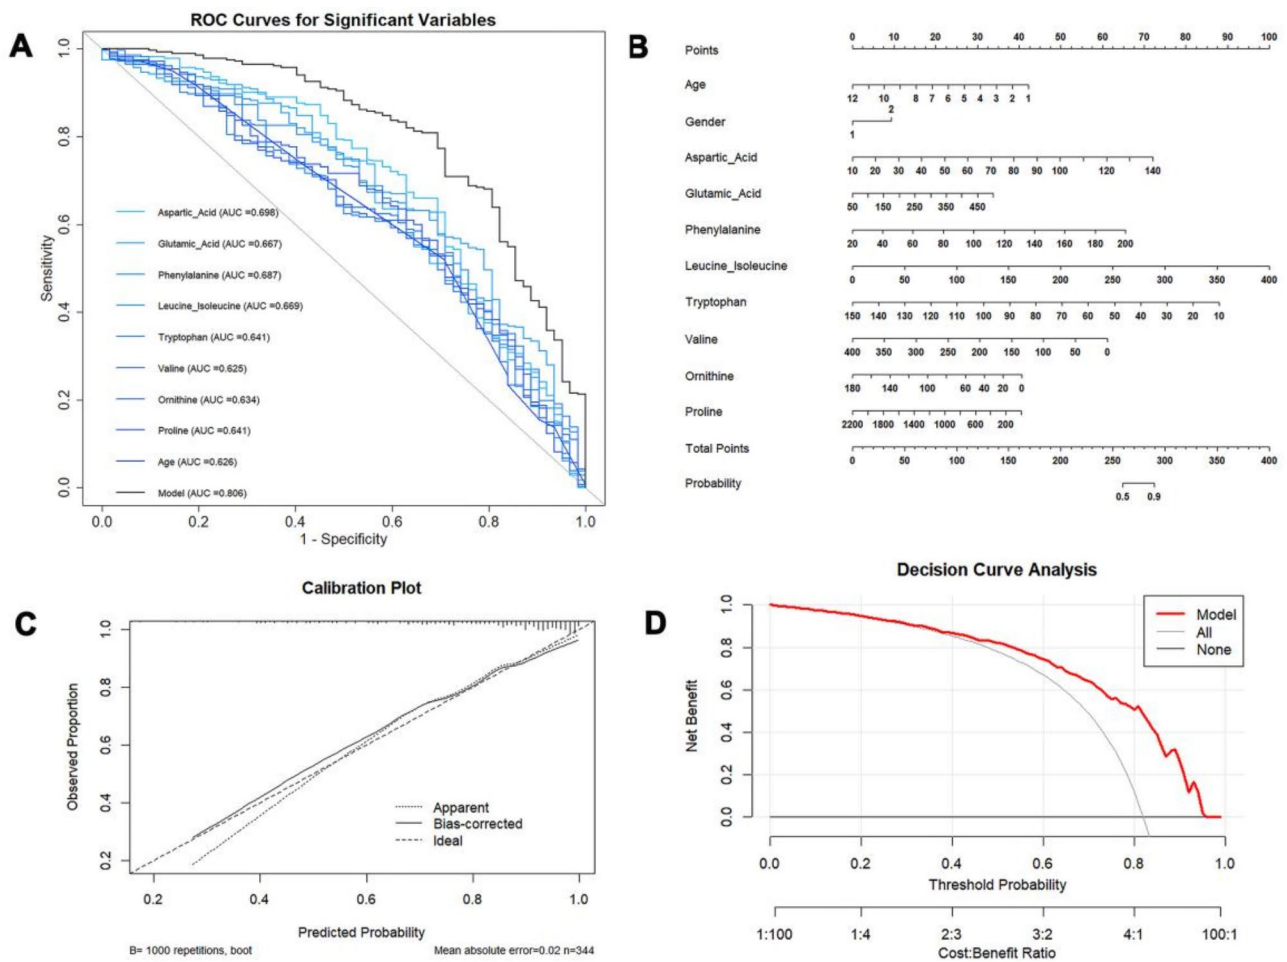 A
ROC Curves for Significant Variables
Sensitivity
1.0
0.8
0.6
0.4
0.2
0.0
Aspartic_Acid (AUC =0.698)
Glutamic_Acid (AUC =0.667)
Phenylalanine (AUC =0.687)
Leucine_Isoleucine (AUC =0.669)
Tryptophan (AUC =0.641)
Valine (AUC =0.625)
Ornithine (AUC =0.634)
Proline (AUC =0.641)
Age (AUC =0.626)
Model (AUC =0.806)
0.0 0.2 0.4 0.6 0.8 1.0
1 - Specificity
B
Points 0 10 20 30 40 50 60 70 80 90 100
Age
12 10 8 7 6 5 4 3 2 1
Gender 2
1
Aspartic_Acid
10 20 30 40 50 60 70 80 90 100 120 140
Glutamic_Acid
50 150 250 350 450
Phenylalanine
20 40 60 80 100 120 140 160 180 200
Leucine_Isoleucine
0 50 100 150 200 250 300 350 400
Tryptophan
150 140 130 120 110 100 90 80 70 60 50 40 30 20 10
Valine
400 350 300 250 200 150 100 50 0
Ornithine
180 140 100 60 40 20 0
Proline
2200 1800 1400 1000 600 200
Total Points
0 50 100 150 200 250 300 350 400
Probability
0.5 0.9
C
Calibration Plot
Observed Proportion
1.0
0.8
0.6
0.4
0.2
Apparent
Bias-corrected
Ideal
0.2 0.4 0.6 0.8 1.0
Predicted Probability
B= 1000 repetitions, boot Mean absolute error=0.02 n=344
D
Decision Curve Analysis
Net Benefit
1.0
0.8
0.6
0.4
0.2
0.0
Model
All
None
0.0 0.2 0.4 0.6 0.8 1.0
Threshold Probability
1:100 1:4 2:3 3:2 4:1 100:1
Cost:Benefit Ratio